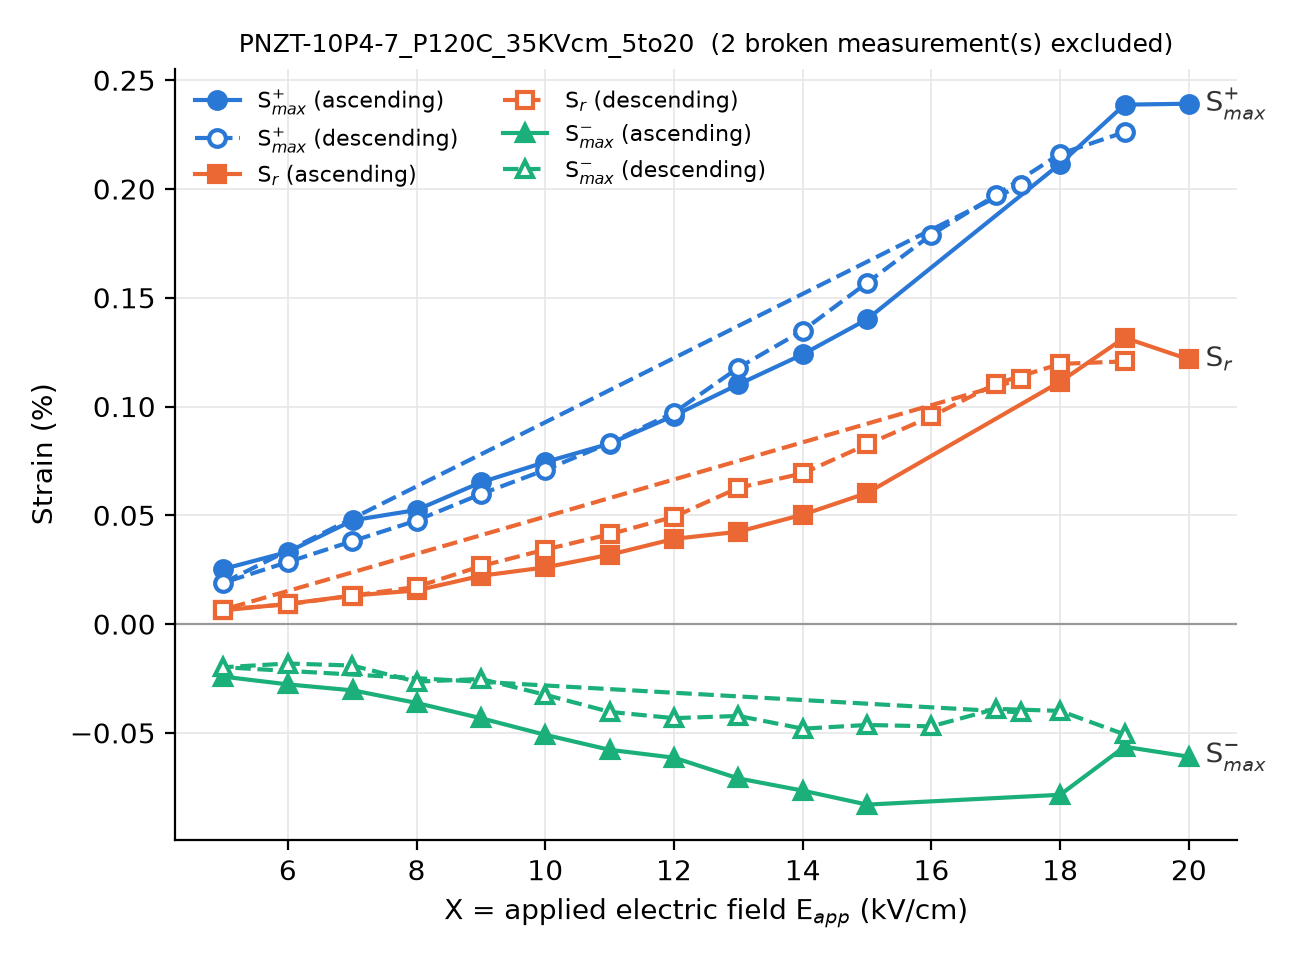 PNZT-10P4-7_P120C_35KVcm_5to20  (2 broken measurement(s) excluded)
S⁺max (ascending)
S⁺max (descending)
Sr (ascending)
Sr (descending)
S⁻max (ascending)
S⁻max (descending)
0.25
0.20
0.15
0.10
0.05
0.00
−0.05
Strain (%)
S⁺max
Sr
S⁻max
6 8 10 12 14 16 18 20
X = applied electric field Eapp (kV/cm)